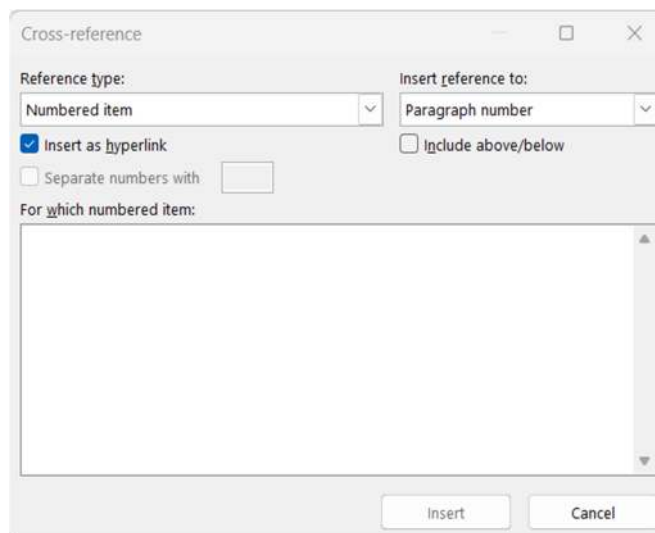 Cross-reference
Reference type:
Insert reference to:
Numbered item
Paragraph number
Insert as hyperlink
Include above/below
Separate numbers with
For which numbered item:
Insert
Cancel